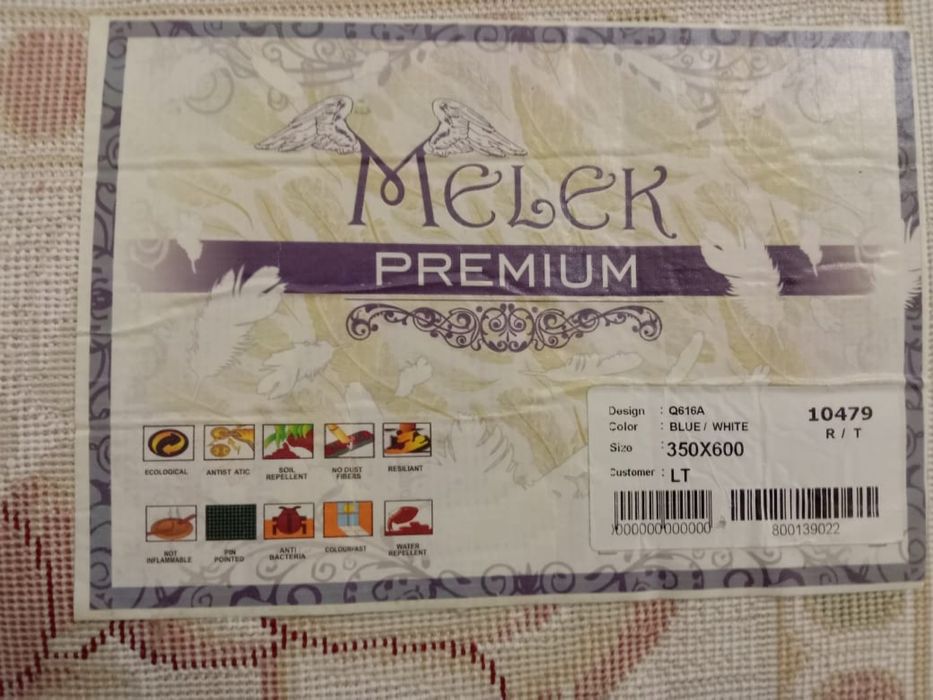 MELEK
PREMIUM
Design : Q616A
Color : BLUE / WHITE
Size : 350X600
Customer : LT
10479
R / T
800139022
ECOLOGICAL
ANTIST ATIC
SOIL
REPELLENT
NO DUST
FIBERS
RESILIANT
NOT
INFLAMMABLE
PIN
POINTED
ANTI
BACTERIA
COLOURFAST
WATER
REPELLENT